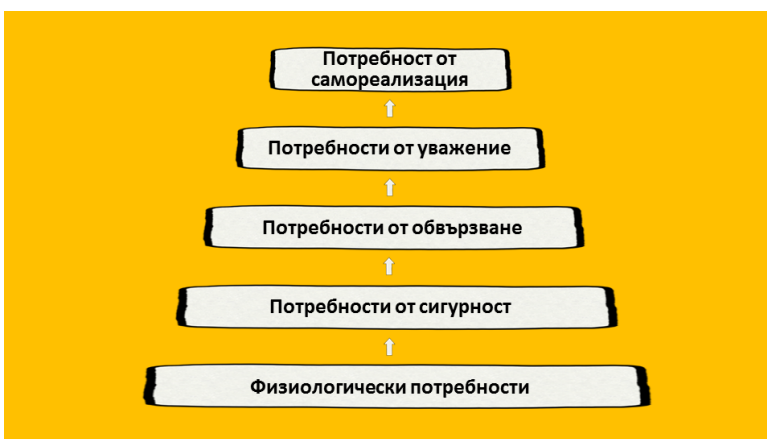 Потребност от
самореализация
Потребности от уважение
Потребности от обвързване
Потребности от сигурност
Физиологически потребности